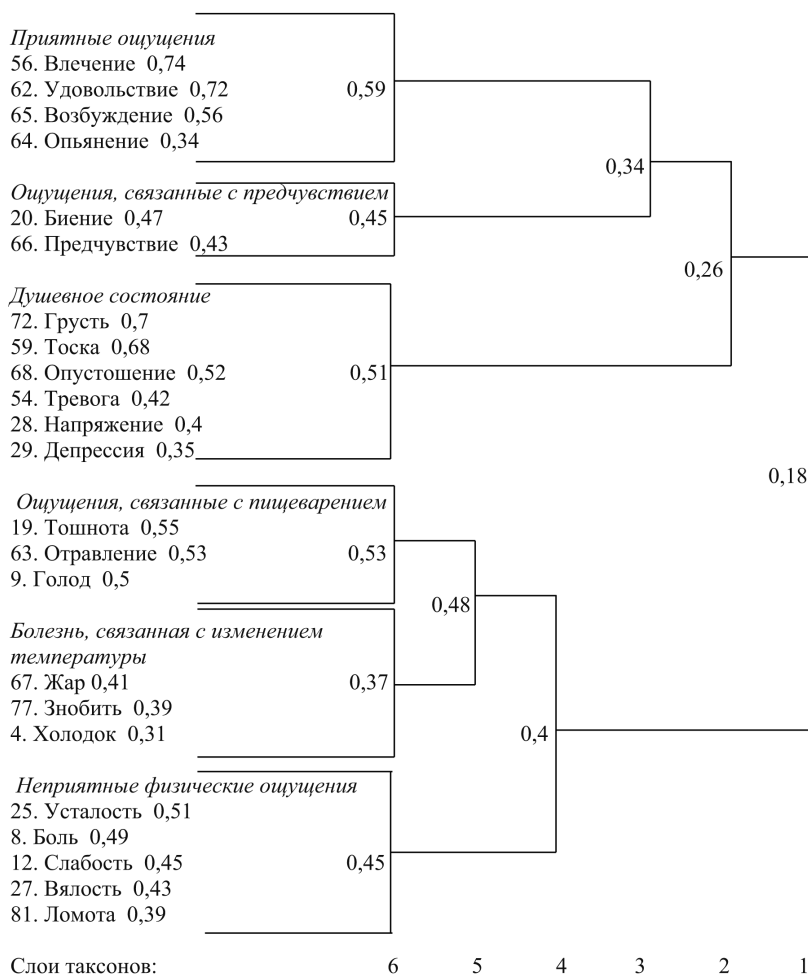 Приятные ощущения
56. Влечение 0,74
62. Удовольствие 0,72 0,59
65. Возбуждение 0,56
64. Опьянение 0,34
0,34
Ощущения, связанные с предчувствием
20. Биение 0,47 0,45
66. Предчувствие 0,43
0,26
Душевное состояние
72. Грусть 0,7
59. Тоска 0,68
68. Опустошение 0,52 0,51
54. Тревога 0,42
28. Напряжение 0,4
29. Депрессия 0,35
0,18
Ощущения, связанные с пищеварением
19. Тошнота 0,55
63. Отравление 0,53 0,53
9. Голод 0,5
0,48
Болезнь, связанная с изменением
температуры
67. Жар 0,41 0,37
77. Знобить 0,39
4. Холодок 0,31 0,4
Неприятные физические ощущения
25. Усталость 0,51
8. Боль 0,49
12. Слабость 0,45 0,45
27. Вялость 0,43
81. Ломота 0,39
Слои таксонов: 6 5 4 3 2 1